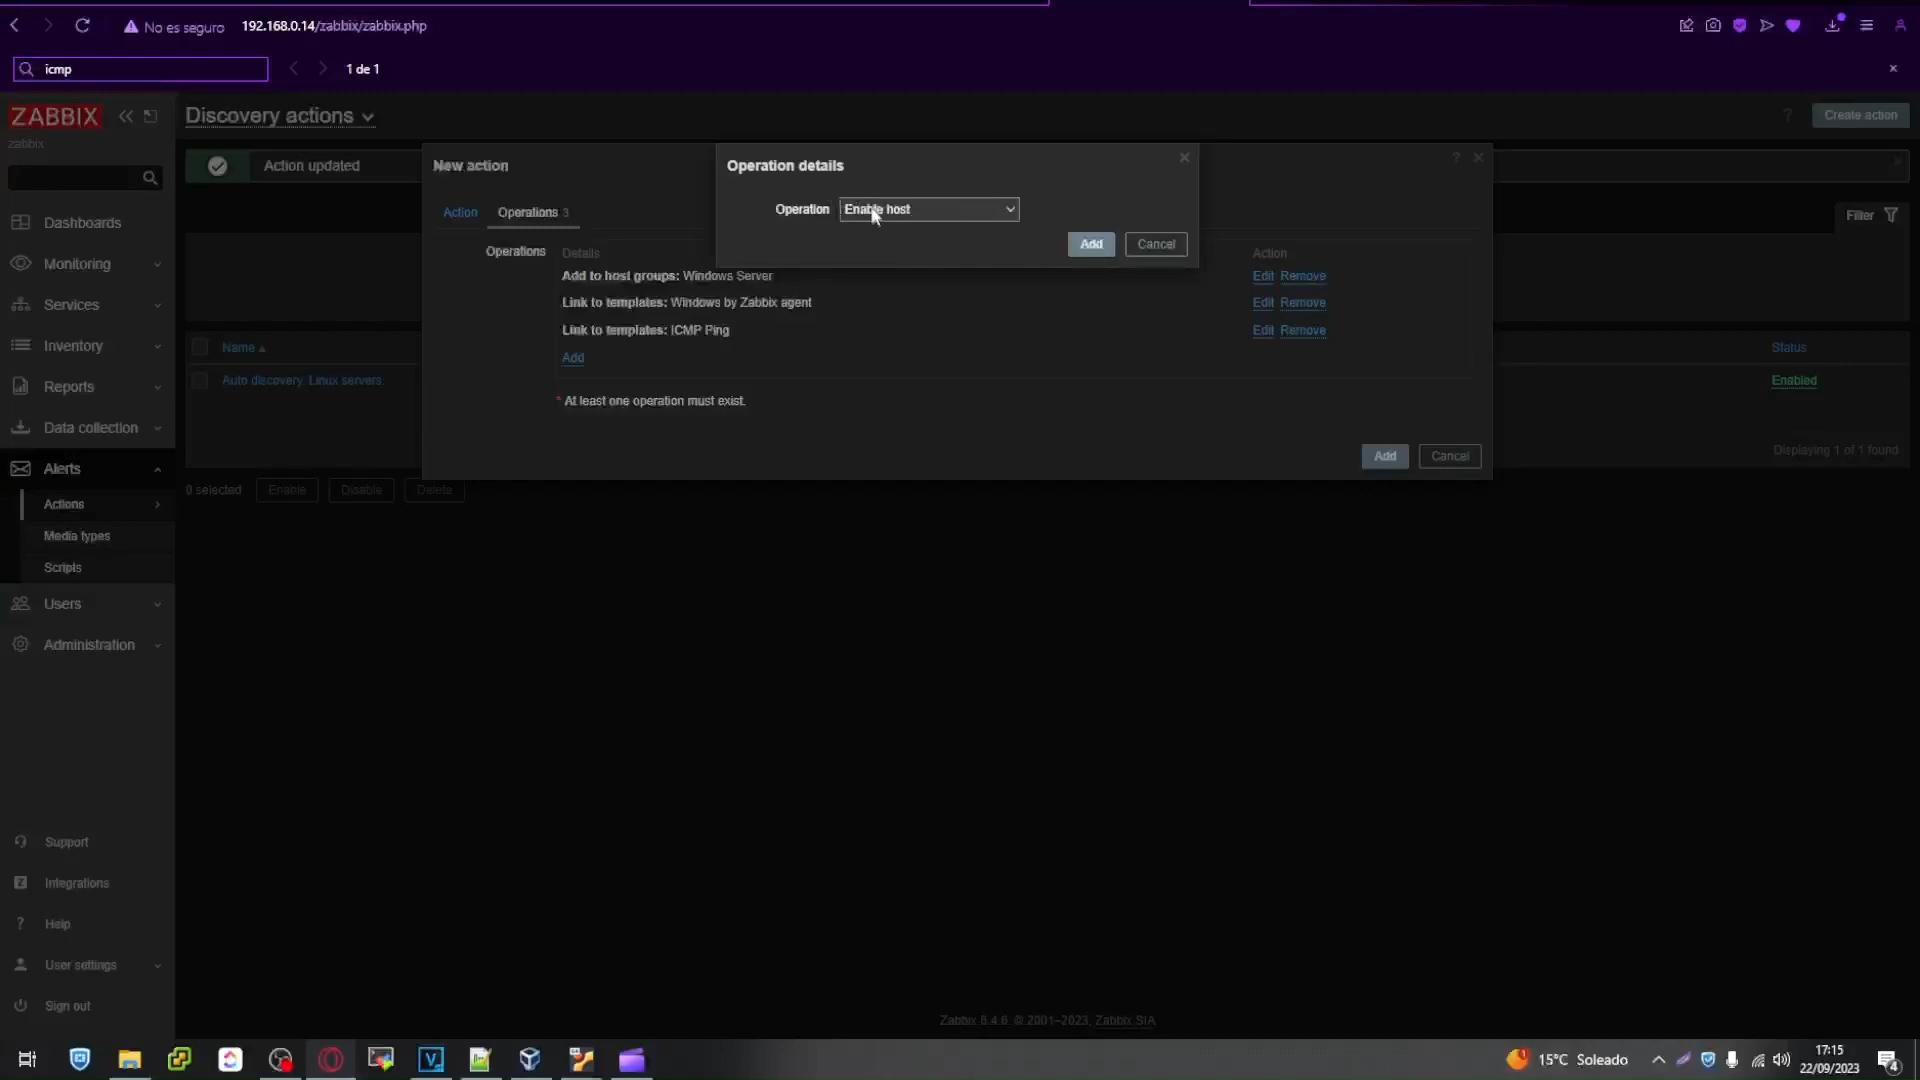 No es seguro 192.168.0.14/zabbix/zabbix.php
icmp 1 de 1
ZABBIX
zabbix
Discovery actions
? Create action
Action updated
New action
Operation details
Action Operations 3
Operation Enable host
Add Cancel
Filter
Operations Details Action
Add to host groups: Windows Server Edit Remove
Link to templates: Windows by Zabbix agent Edit Remove
Link to templates: ICMP Ping Edit Remove
Add
* At least one operation must exist.
Add Cancel
Name Status
Auto discovery. Linux servers. Enabled
Displaying 1 of 1 found
0 selected Enable Disable Delete
Dashboards
Monitoring
Services
Inventory
Reports
Data collection
Alerts
Actions
Media types
Scripts
Users
Administration
Support
Integrations
Help
User settings
Sign out
Zabbix 6.4.6. © 2001–2023, Zabbix SIA
15°C Soleado
17:15
22/09/2023
4